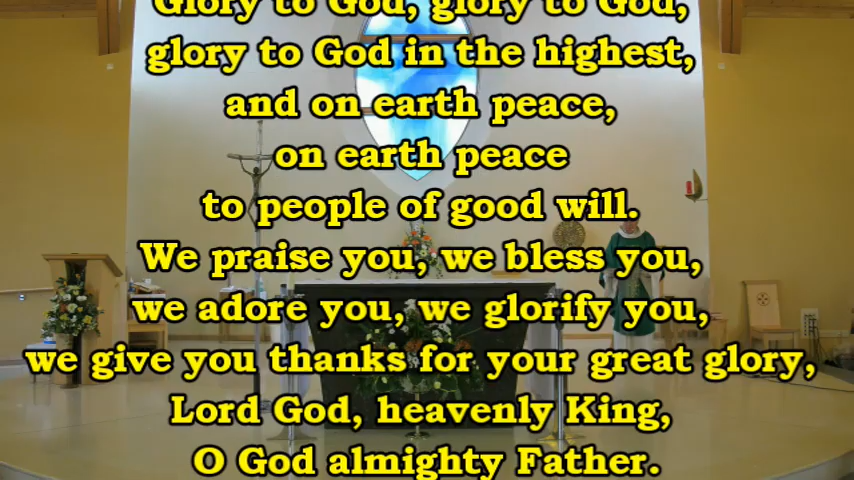 Glory to God, glory to God,
glory to God in the highest,
and on earth peace,
on earth peace
to people of good will.
We praise you, we bless you,
we adore you, we glorify you,
we give you thanks for your great glory,
Lord God, heavenly King,
O God almighty Father.